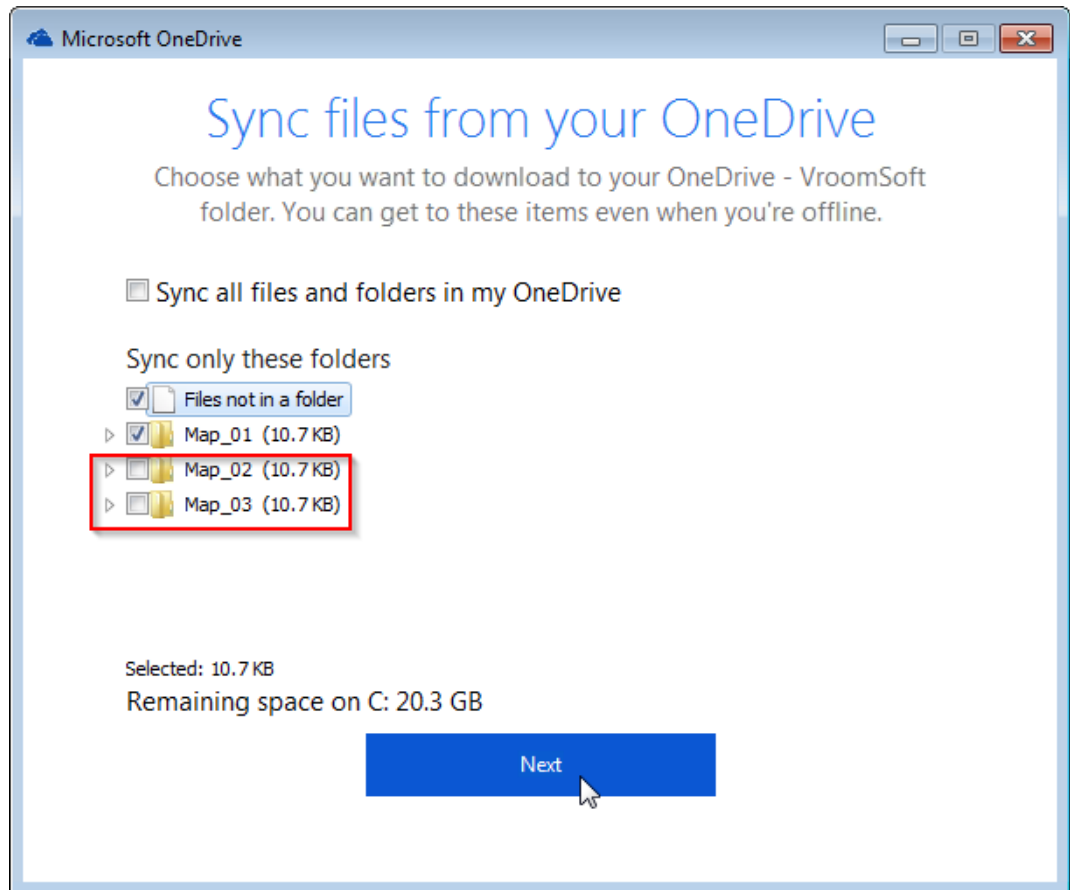 Microsoft OneDrive
Sync files from your OneDrive
Choose what you want to download to your OneDrive - VroomSoft
folder. You can get to these items even when you're offline.
Sync all files and folders in my OneDrive
Sync only these folders
Files not in a folder
Map_01 (10.7 KB)
Map_02 (10.7 KB)
Map_03 (10.7 KB)
Selected: 10.7 KB
Remaining space on C: 20.3 GB
Next